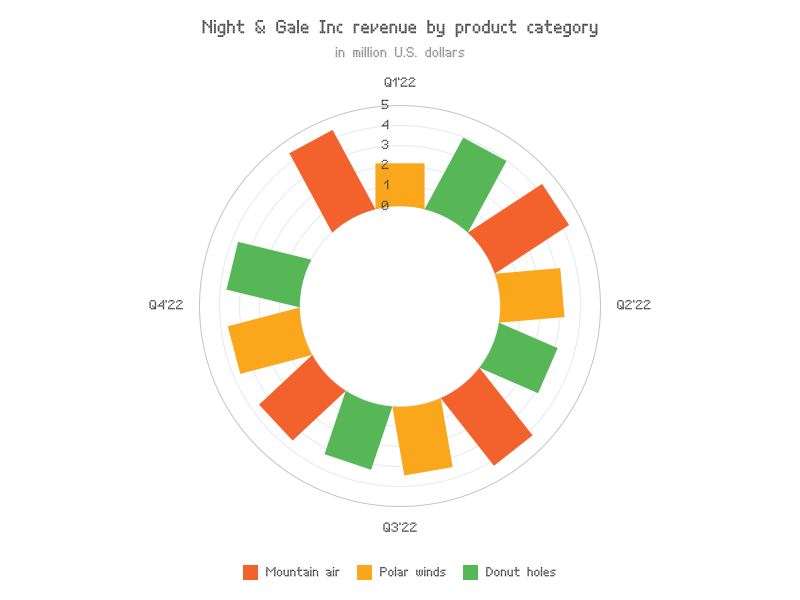 Night & Gale Inc revenue by product category
in million U.S. dollars
Q1'22
5
4
3
2
1
0
Q4'22
Q2'22
Q3'22
Mountain air
Polar winds
Donut holes